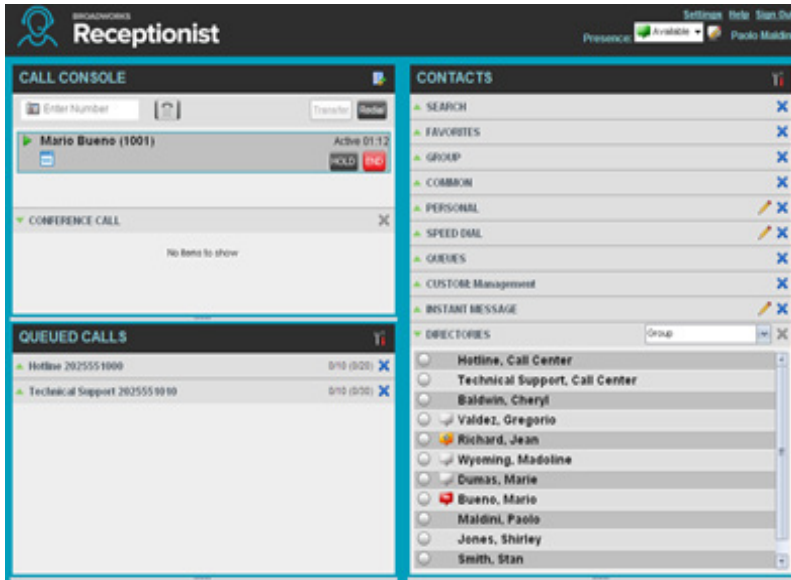 BROADWORKS
Receptionist
Settings Help Sign Ou
Presence: Available Paolo Maldin
CALL CONSOLE
Enter Number Transfer Redial
Mario Bueno (1001) Active 01:12
HOLD END
CONFERENCE CALL
No items to show
QUEUED CALLS
Hotline 2025551000 0/10 (0/20)
Technical Support 2025551010 0/10 (0/30)
CONTACTS
SEARCH
FAVORITES
GROUP
COMMON
PERSONAL
SPEED DIAL
QUEUES
CUSTOM: Management
INSTANT MESSAGE
DIRECTORIES Group
Hotline, Call Center
Technical Support, Call Center
Baldwin, Cheryl
Valdez, Gregorio
Richard, Jean
Wyoming, Madoline
Dumas, Marie
Bueno, Mario
Maldini, Paolo
Jones, Shirley
Smith, Stan